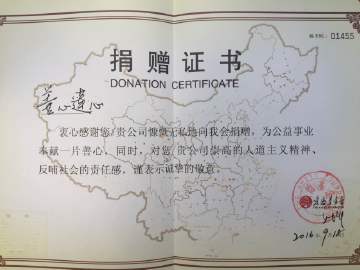 01455
捐赠证书
DONATION CERTIFICATE
善心达心
衷心感谢您/贵公司慷慨无私地向我会捐赠，为公益事业
奉献一片善心，同时，对您/贵公司崇高的人道主义精神、
反哺社会的责任感，谨表示诚挚的敬意。
2016.9.18